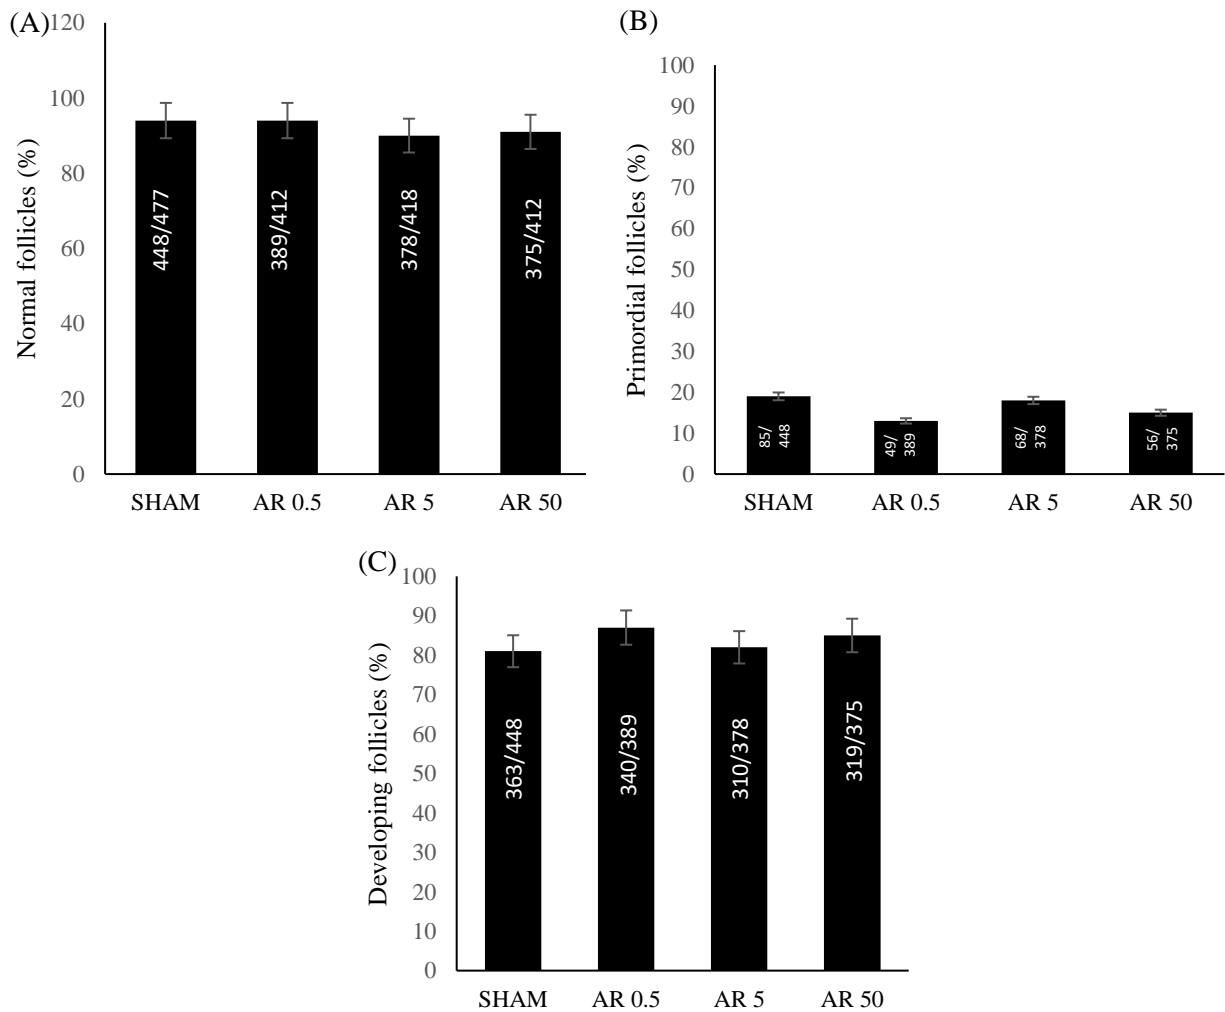 (A)
Normal follicles (%)
120
100
80
60
40
20
0
448/477
389/412
378/418
375/412
SHAM
AR 0.5
AR 5
AR 50
(B)
Primordial follicles (%)
100
90
80
70
60
50
40
30
20
10
0
85/
448
49/
389
68/
378
56/
375
SHAM
AR 0.5
AR 5
AR 50
(C)
Developing follicles (%)
100
90
80
70
60
50
40
30
20
10
0
363/448
340/389
310/378
319/375
SHAM
AR 0.5
AR 5
AR 50